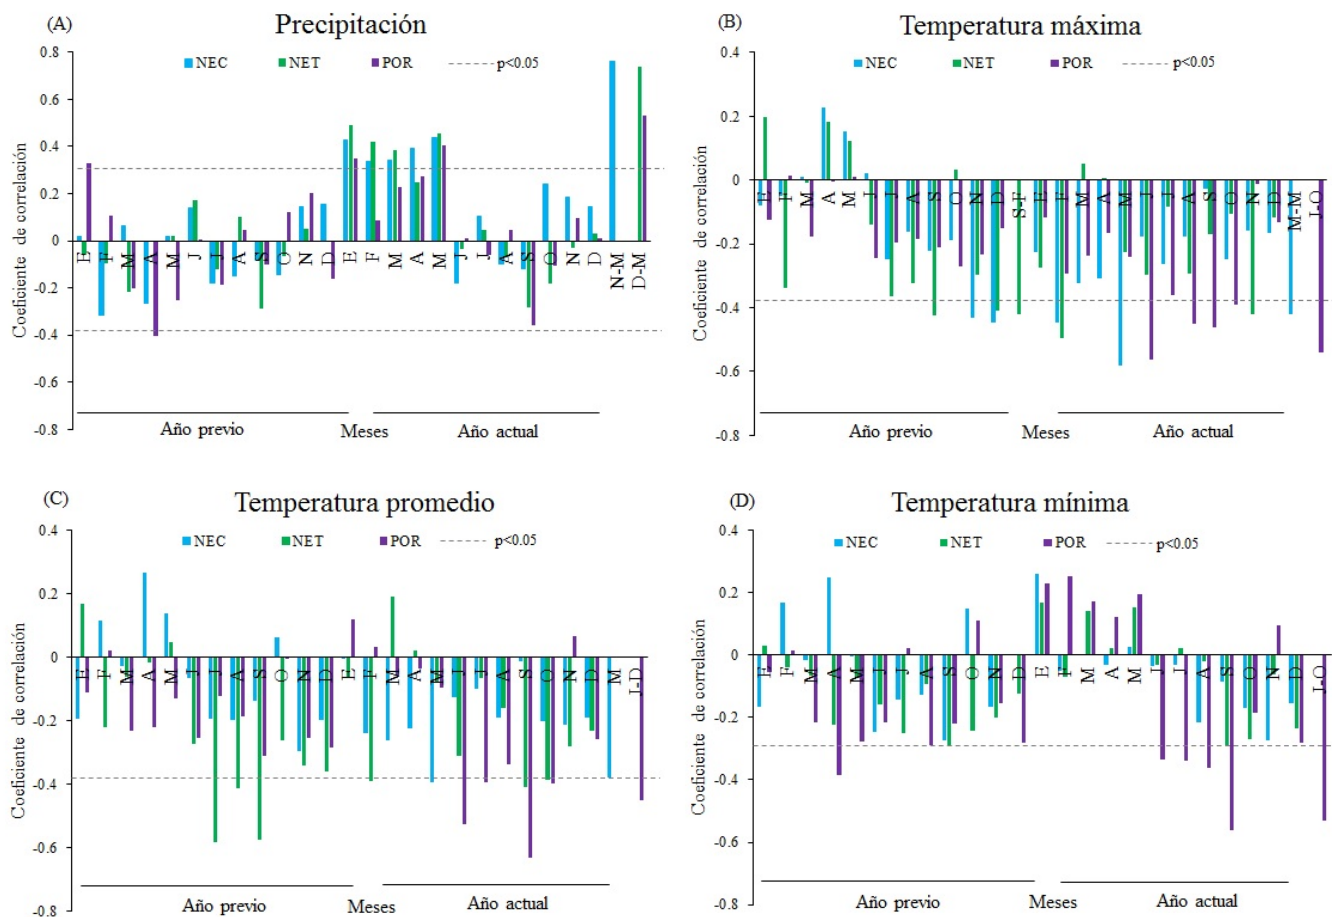 (A) Precipitación
0.8
NEC NET POR p<0.05
0.6
0.4
0.2
0
-0.2
-0.4
-0.6
-0.8
Coeficiente de correlación
E F M A M J J A S O N D E F M A M J J A S O N D N-M D-M
Año previo Meses Año actual
(B) Temperatura máxima
0.4
NEC NET POR p<0.05
0.2
0
-0.2
-0.4
-0.6
-0.8
Coeficiente de correlación
E F M A M J J A S O N D S-F E F M A M J J A S O N D M-M J-O
Año previo Meses Año actual
(C) Temperatura promedio
0.4
NEC NET POR p<0.05
0.2
0
-0.2
-0.4
-0.6
-0.8
Coeficiente de correlación
E F M A M J J A S O N D E F M A M J J A S O N D M J-D
Año previo Meses Año actual
(D) Temperatura mínima
0.4
NEC NET POR p<0.05
0.2
0
-0.2
-0.4
-0.6
-0.8
Coeficiente de correlación
E F M A M J J A S O N D E F M A M J J A S O N D J-O
Año previo Meses Año actual